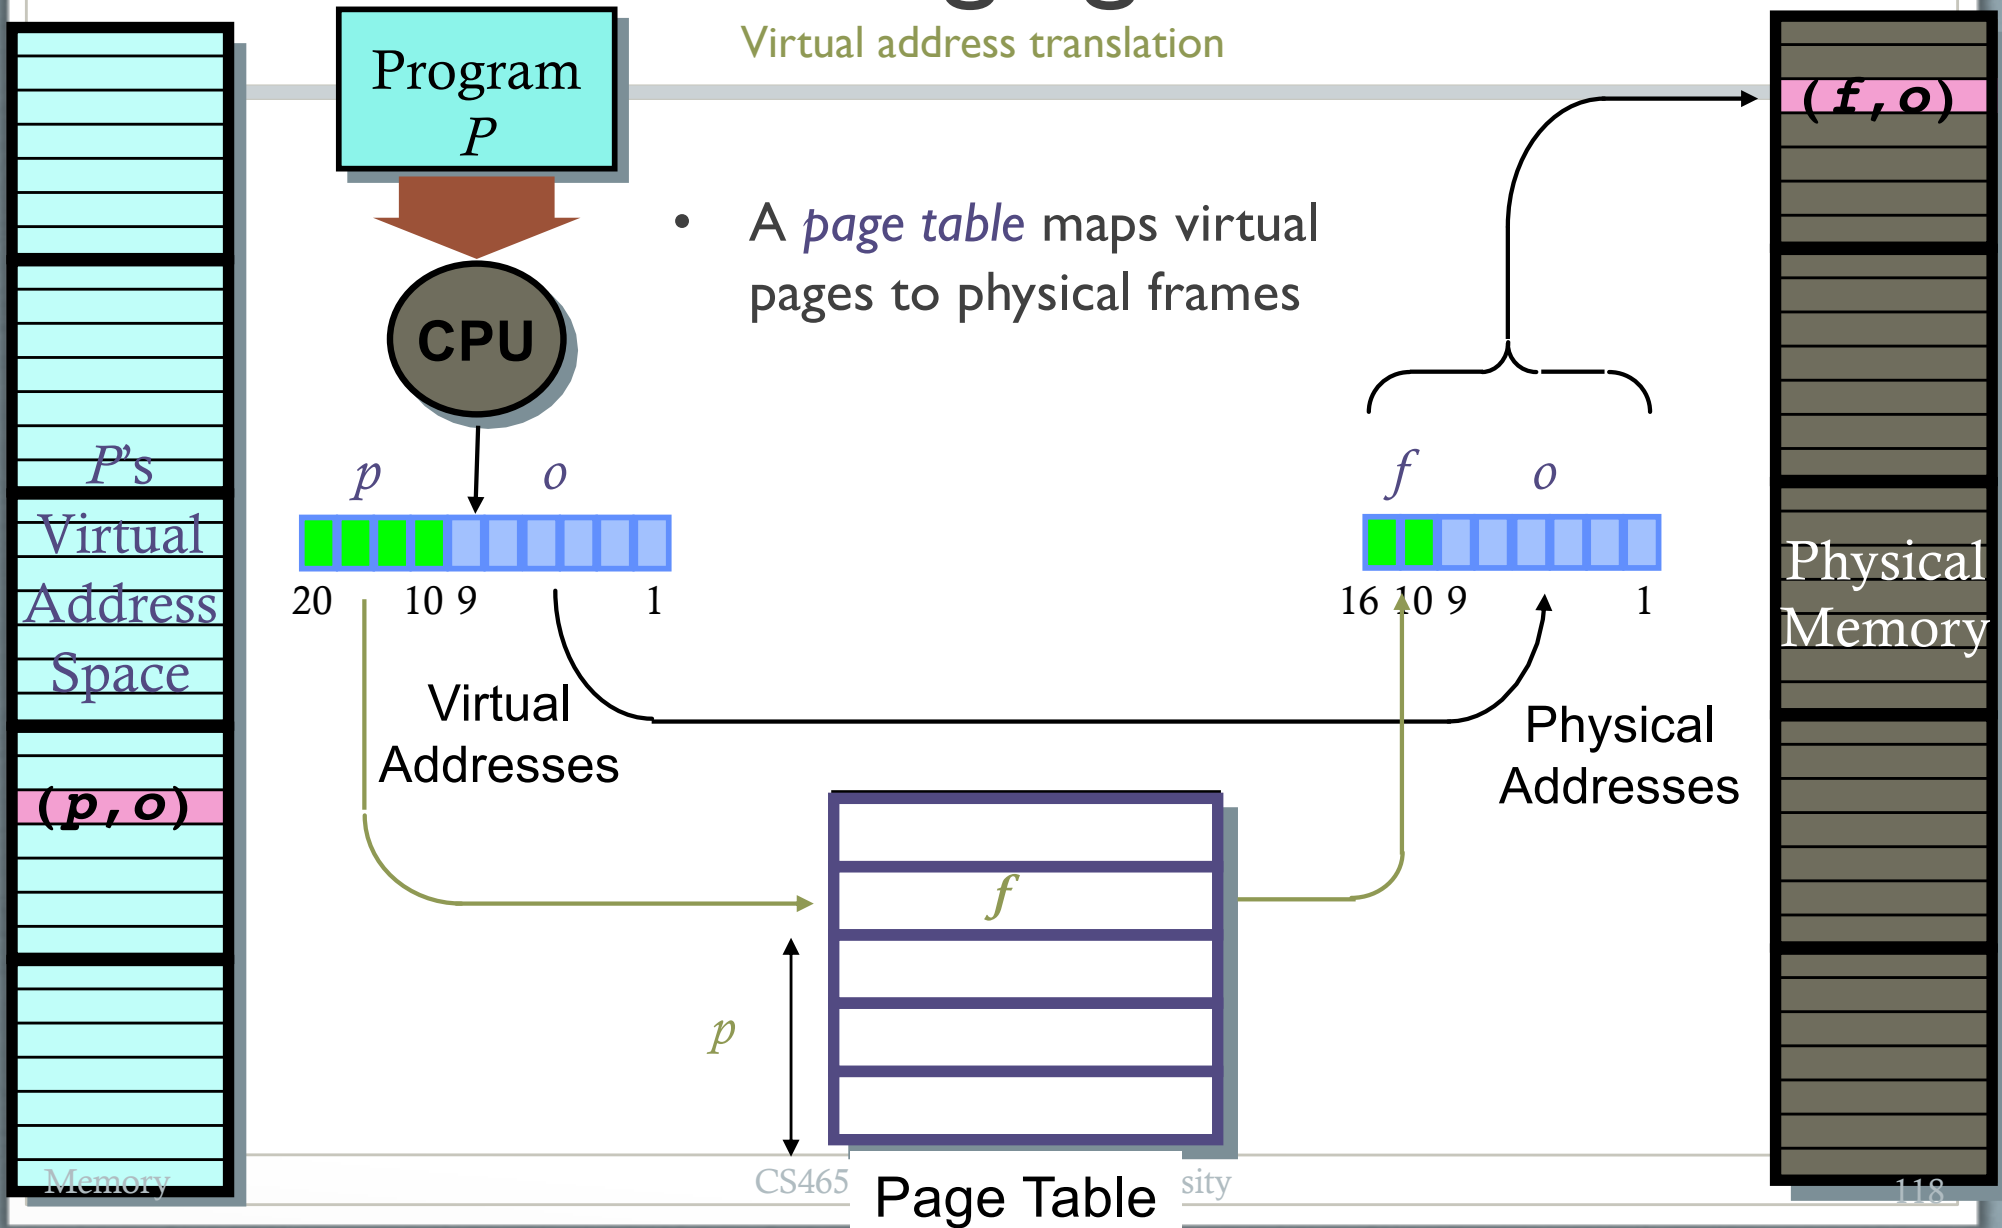 Virtual address translation
Program
P
• A page table maps virtual
pages to physical frames
CPU
(f,o)
P's
Virtual
Address
Space
(p,o)
p o
20 10 9 1
Virtual
Addresses
f o
16 10 9 1
Physical
Addresses
Physical
Memory
f
p
Page Table
Memory
CS465
sity
118